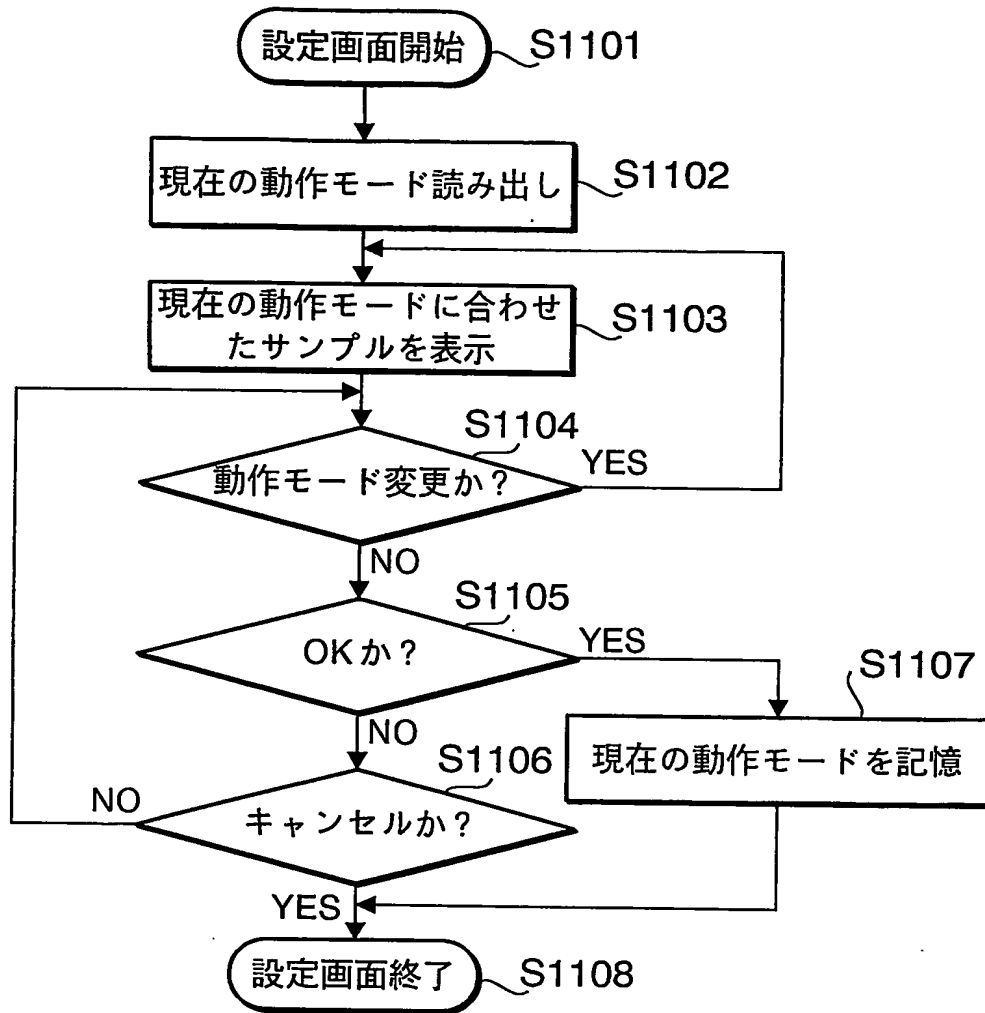 設定画面開始
S1101
現在の動作モード読み出し
S1102
現在の動作モードに合わせ
たサンプルを表示
S1103
S1104
動作モード変更か?
YES
NO
S1105
OKか?
YES
NO
S1107
現在の動作モードを記憶
S1106
キャンセルか?
NO
YES
設定画面終了
S1108